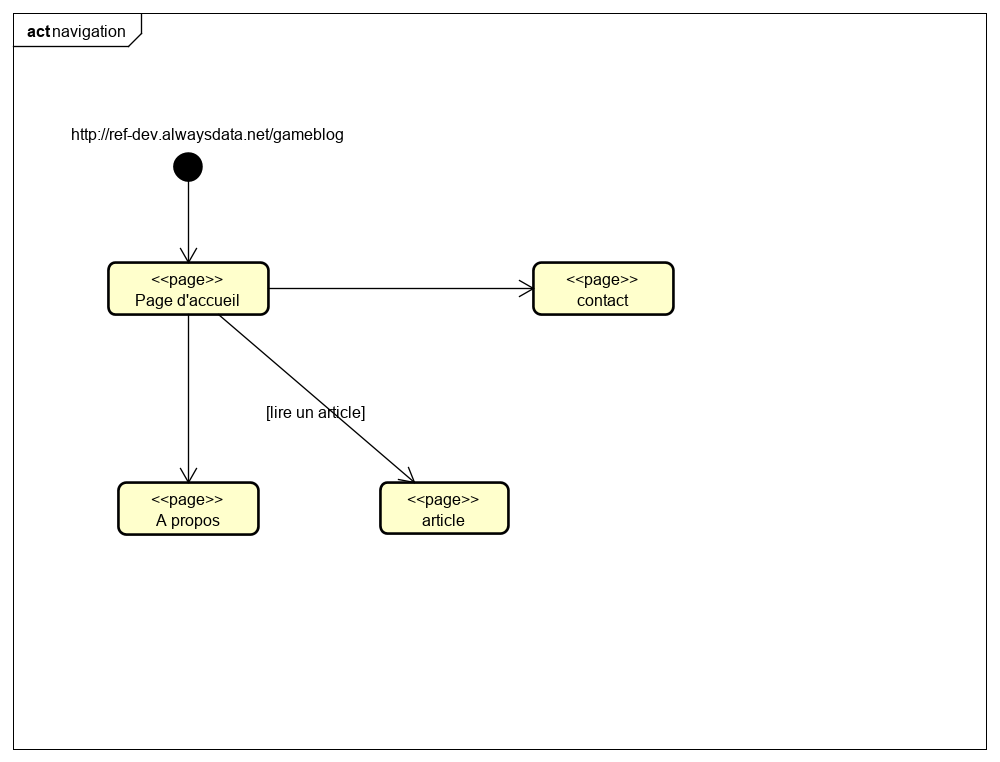 act navigation
http://ref-dev.alwaysdata.net/gameblog
<<page>>
Page d'accueil
<<page>>
contact
[lire un article]
<<page>>
A propos
<<page>>
article